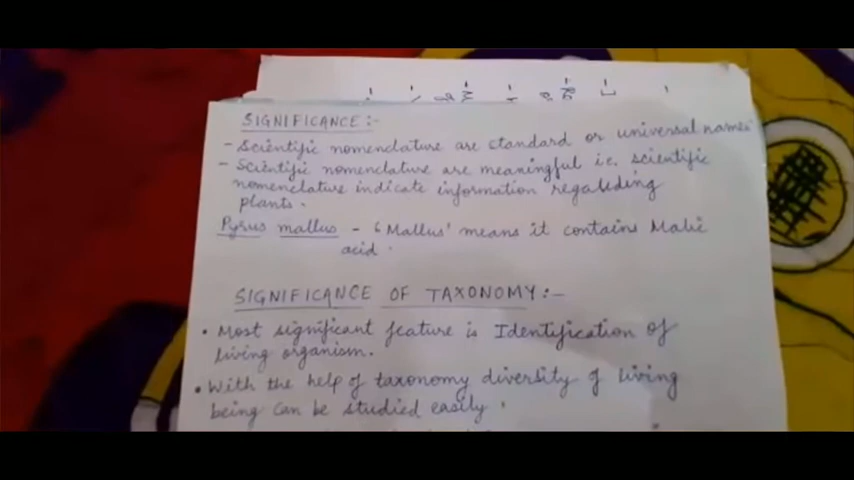 SIGNIFICANCE :-
- Scientific nomenclature are standard or universal names
- Scientific nomenclature are meaningful i.e. scientific
nomenclature indicate information regarding
plants.
Pyrus mallus - 'Mallus' means it contains Malic
acid.
SIGNIFICANCE OF TAXONOMY :-
• Most significant feature is Identification of
living organism.
• With the help of taxonomy diversity of living
being can be studied easily.